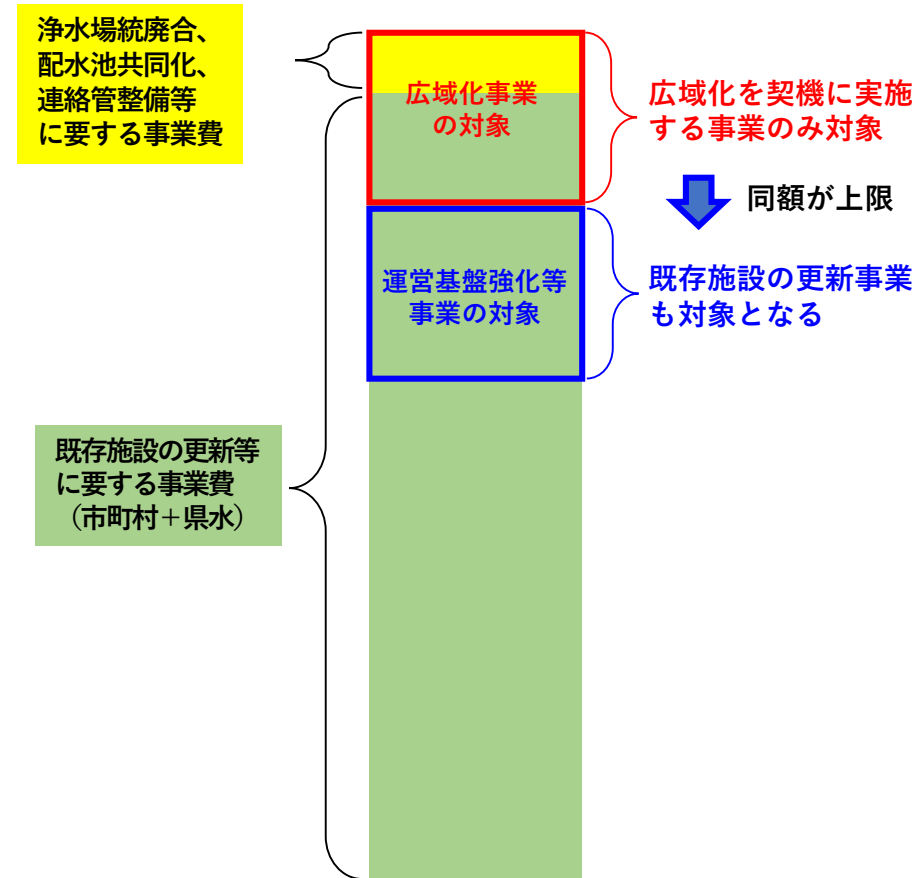 浄水場統廃合、
配水池共同化、
連絡管整備等
に要する事業費
広域化事業
の対象
広域化を契機に実施
する事業のみ対象
同額が上限
運営基盤強化等
事業の対象
既存施設の更新事業
も対象となる
既存施設の更新等
に要する事業費
（市町村＋県水）